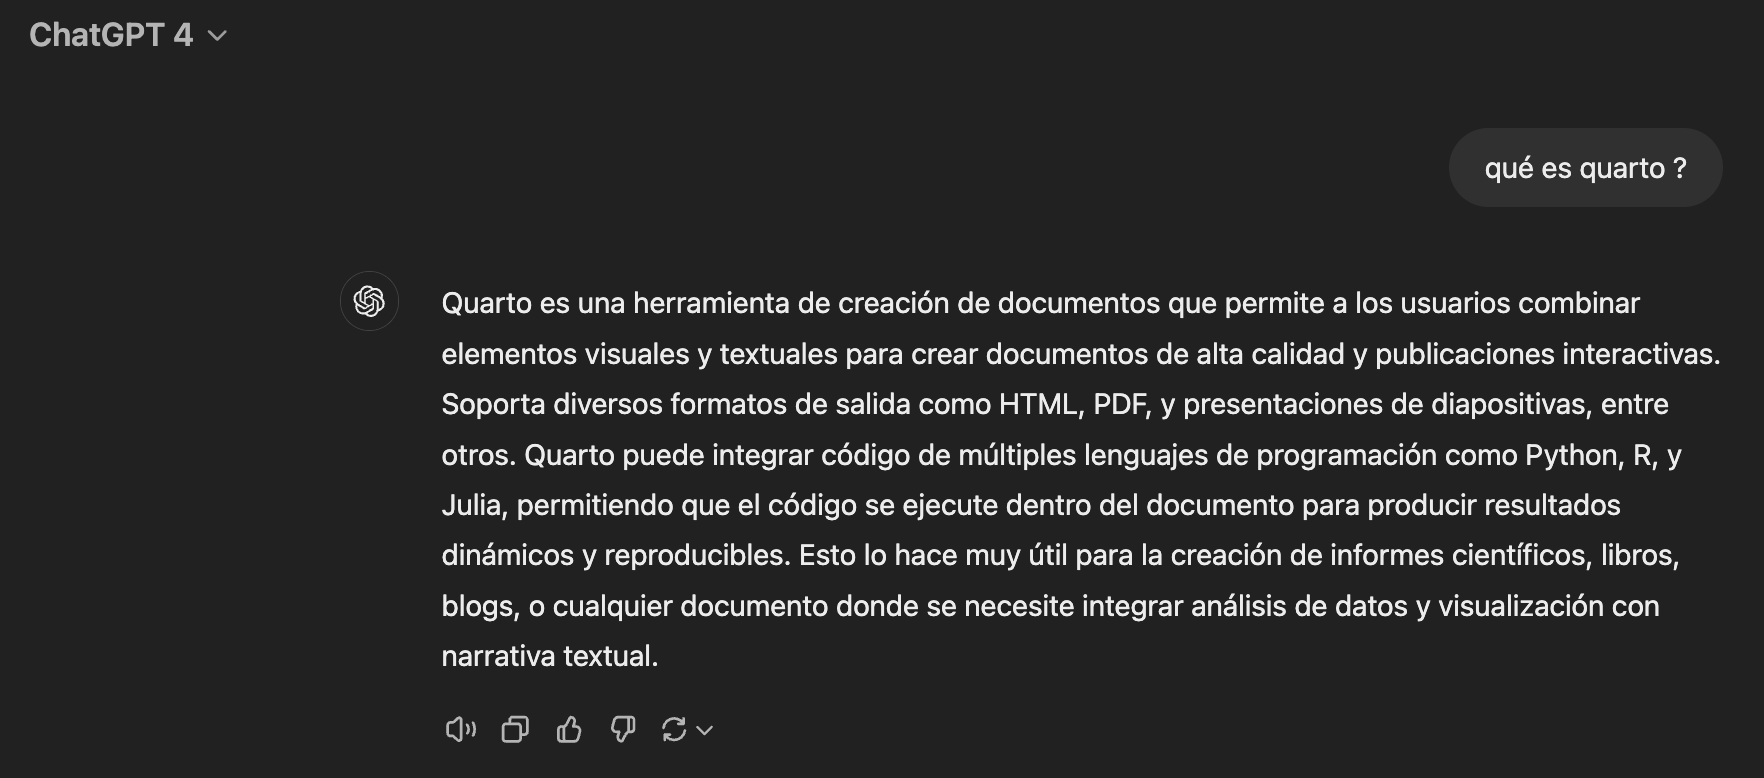 ChatGPT 4
qué es quarto ?
Quarto es una herramienta de creación de documentos que permite a los usuarios combinar
elementos visuales y textuales para crear documentos de alta calidad y publicaciones interactivas.
Soporta diversos formatos de salida como HTML, PDF, y presentaciones de diapositivas, entre
otros. Quarto puede integrar código de múltiples lenguajes de programación como Python, R, y
Julia, permitiendo que el código se ejecute dentro del documento para producir resultados
dinámicos y reproducibles. Esto lo hace muy útil para la creación de informes científicos, libros,
blogs, o cualquier documento donde se necesite integrar análisis de datos y visualización con
narrativa textual.